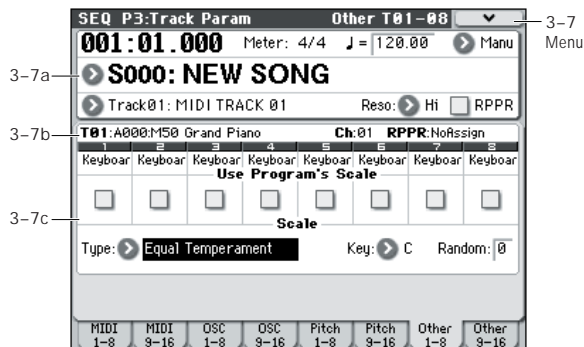 SEQ P3:Track Param Other T01-08
3-7
Menu
001:01.000 Meter: 4/4 ♩= 120.00 Manu
3-7a
S000: NEW SONG
Track01: MIDI TRACK 01 Reso: Hi RPPR
3-7b
T01:A000:M50 Grand Piano Ch:01 RPPR:NoAssign
1 2 3 4 5 6 7 8
Keyboar Keyboar Keyboar Keyboar Keyboar Keyboar Keyboar Keyboar
Use Program's Scale
3-7c
Scale
Type: Equal Temperament Key: C Random: 0
MIDI 1-8 MIDI 9-16 OSC 1-8 OSC 9-16 Pitch 1-8 Pitch 9-16 Other 1-8 Other 9-16